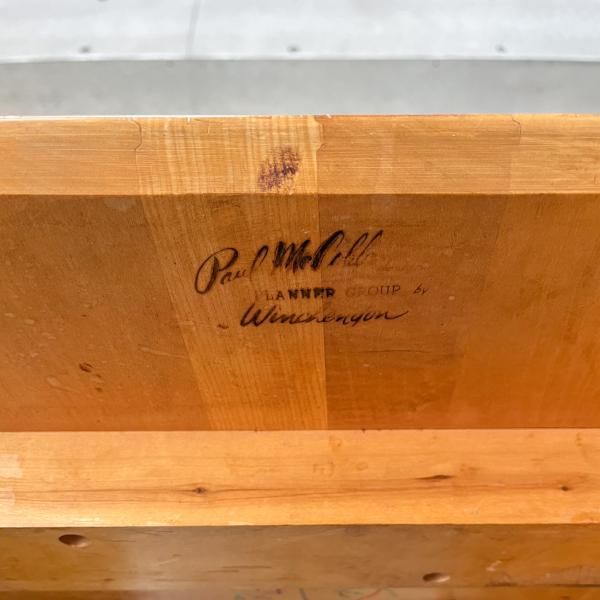 Paul McCobb
PLANNER GROUP by
Winchendon